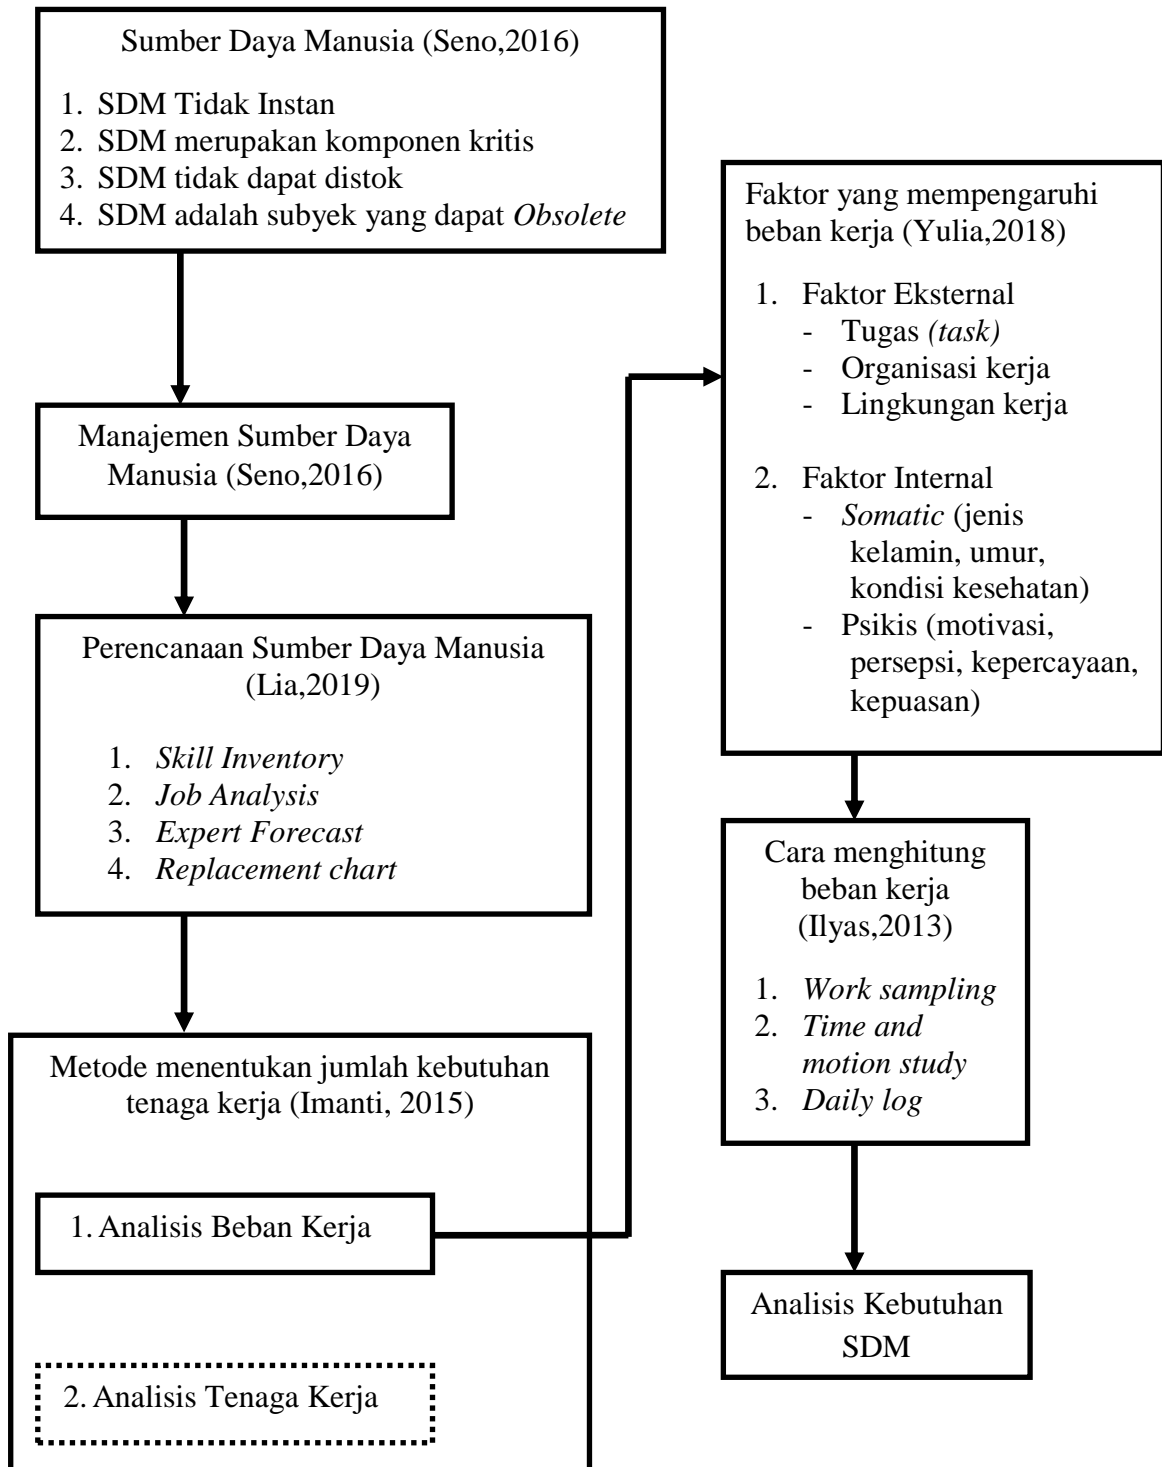 Sumber Daya Manusia (Seno,2016)
1. SDM Tidak Instan
2. SDM merupakan komponen kritis
3. SDM tidak dapat distok
4. SDM adalah subyek yang dapat Obsolete
Manajemen Sumber Daya
Manusia (Seno,2016)
Perencanaan Sumber Daya Manusia
(Lia,2019)
1. Skill Inventory
2. Job Analysis
3. Expert Forecast
4. Replacement chart
Metode menentukan jumlah kebutuhan
tenaga kerja (Imanti, 2015)
1. Analisis Beban Kerja
2. Analisis Tenaga Kerja
Faktor yang mempengaruhi
beban kerja (Yulia,2018)
1. Faktor Eksternal
- Tugas (task)
- Organisasi kerja
- Lingkungan kerja
2. Faktor Internal
- Somatic (jenis
kelamin, umur,
kondisi kesehatan)
- Psikis (motivasi,
persepsi, kepercayaan,
kepuasan)
Cara menghitung
beban kerja
(Ilyas,2013)
1. Work sampling
2. Time and
motion study
3. Daily log
Analisis Kebutuhan
SDM